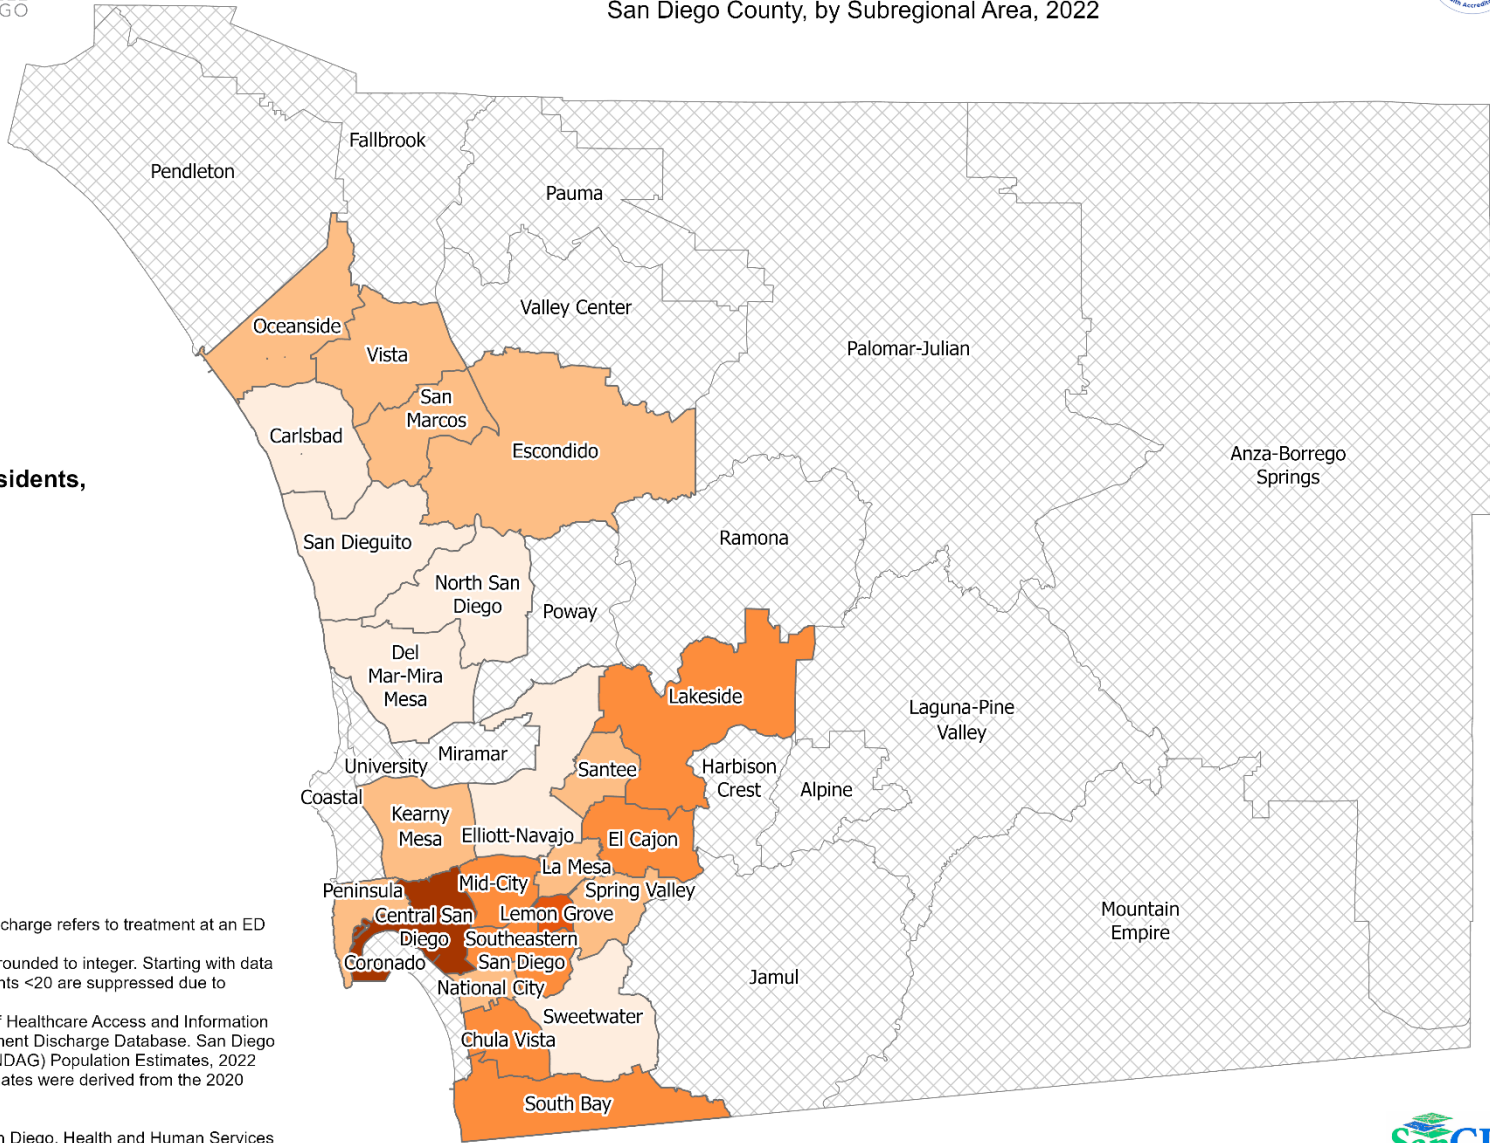 GO
San Diego County, by Subregional Area, 2022
Fallbrook
Pendleton
Pauma
Valley Center
Oceanside
Vista
Palomar-Julian
San
Marcos
Carlsbad
Escondido
Anza-Borrego
Springs
sidents,
Ramona
San Dieguito
North San
Diego
Poway
Del
Mar-Mira
Mesa
Lakeside
Laguna-Pine
Valley
Miramar
University
Santee
Harbison
Crest
Alpine
Coastal
Kearny
Mesa
Elliott-Navajo
El Cajon
La Mesa
Mid-City
Peninsula
Spring Valley
Central San
Diego
Lemon Grove
Mountain
Empire
Southeastern
San Diego
Coronado
National City
Jamul
Sweetwater
Chula Vista
South Bay
charge refers to treatment at an ED
rounded to integer. Starting with data
nts <20 are suppressed due to
f Healthcare Access and Information
ment Discharge Database. San Diego
NDAG) Population Estimates, 2022
ates were derived from the 2020
n Diego, Health and Human Services